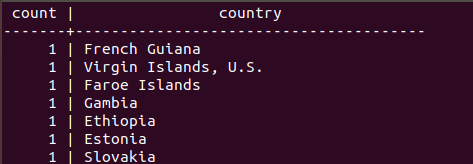 count | country
-------+--------------------------------------
1 | French Guiana
1 | Virgin Islands, U.S.
1 | Faroe Islands
1 | Gambia
1 | Ethiopia
1 | Estonia
1 | Slovakia